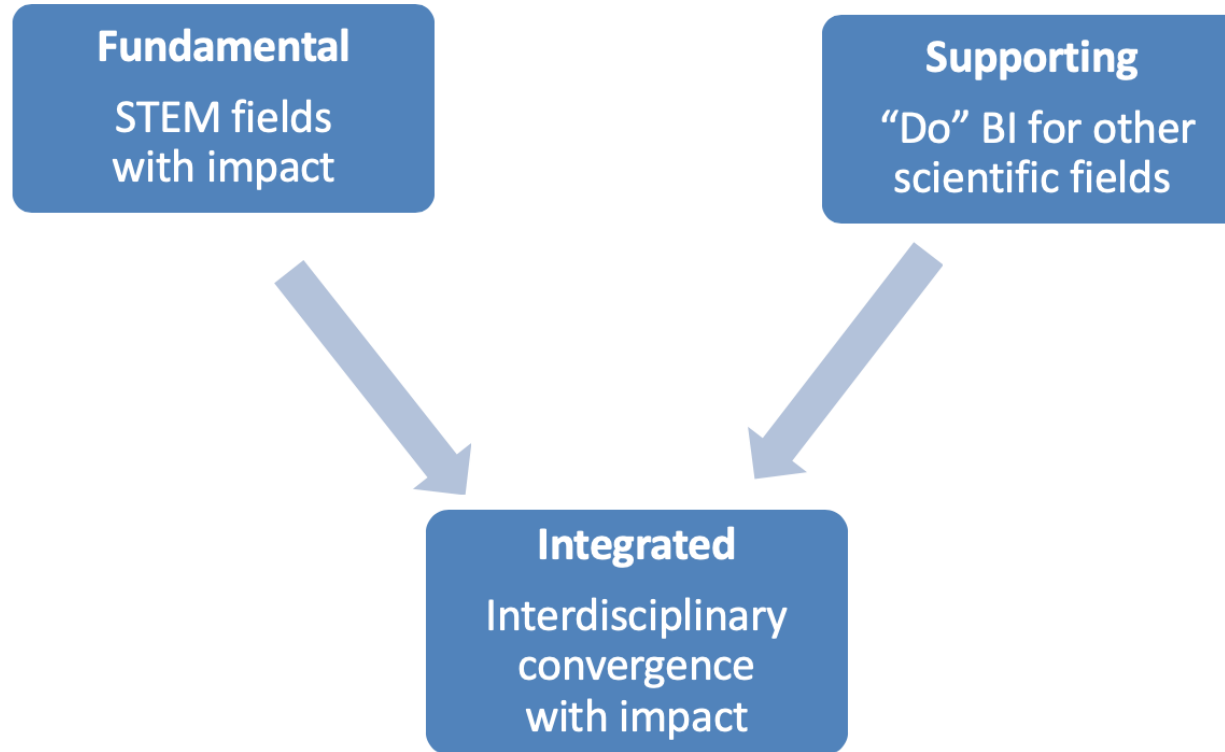 Fundamental
STEM fields
with impact
Supporting
“Do” BI for other
scientific fields
Integrated
Interdisciplinary
convergence
with impact